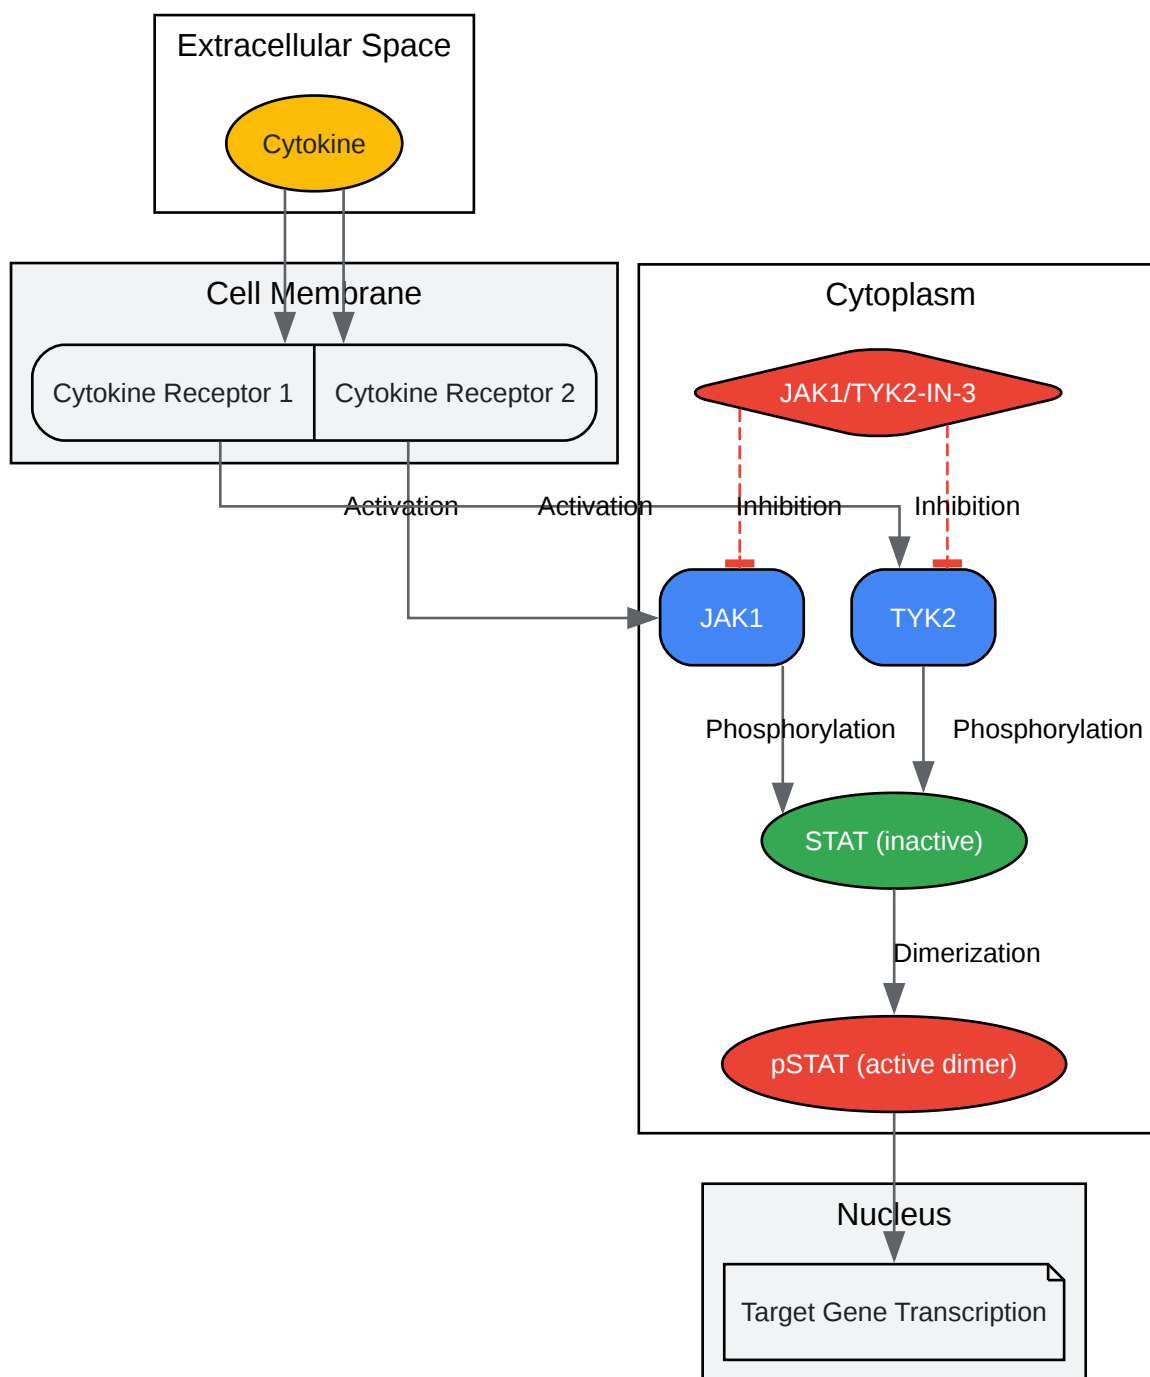 Extracellular Space
Cytokine
Cell Membrane
Cytokine Receptor 1
Cytokine Receptor 2
Cytoplasm
JAK1/TYK2-IN-3
Activation
Activation
Inhibition
Inhibition
JAK1
TYK2
Phosphorylation
Phosphorylation
STAT (inactive)
Dimerization
pSTAT (active dimer)
Nucleus
Target Gene Transcription